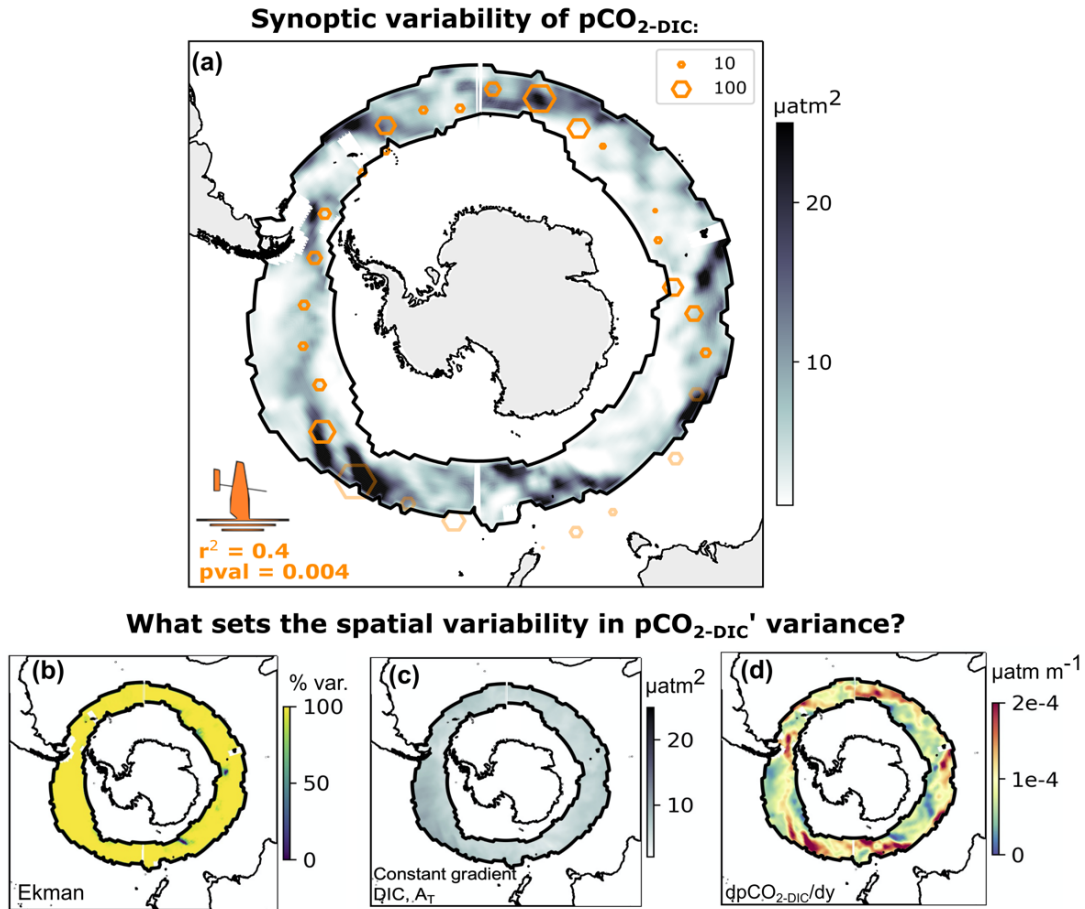 Synoptic variability of pCO2-DIC:
(a)
10
100
µatm²
20
10
r² = 0.4
pval = 0.004
What sets the spatial variability in pCO2-DIC' variance?
(b)
% var.
100
50
0
Ekman
(c)
µatm²
20
10
Constant gradient
DIC, AT
(d)
µatm m⁻¹
2e-4
1e-4
0
dpCO2-DIC/dy